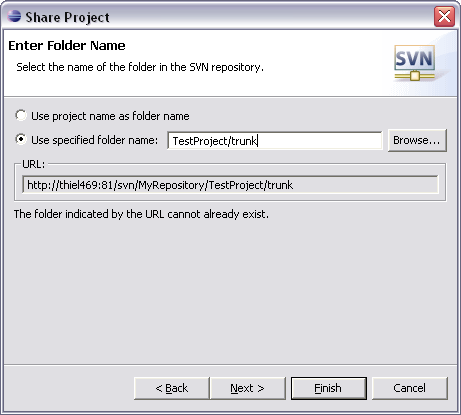 Share Project
Enter Folder Name
Select the name of the folder in the SVN repository.
SVN
Use project name as folder name
Use specified folder name: TestProject/trunk Browse...
URL:
http://thiel469:81/svn/MyRepository/TestProject/trunk
The folder indicated by the URL cannot already exist.
< Back Next > Finish Cancel